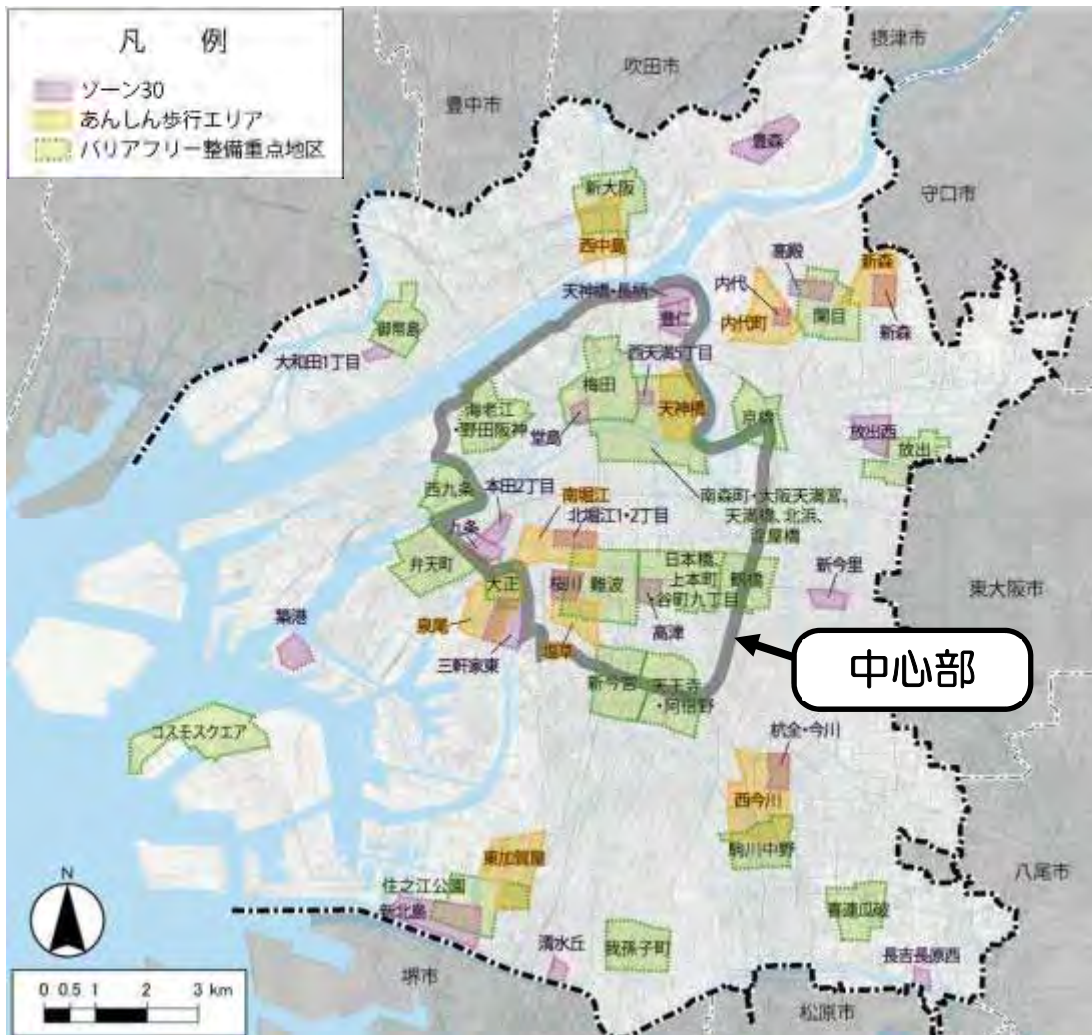 凡 例
ゾーン30
あんしん歩行エリア
バリアフリー整備重点地区
摂津市
吹田市
豊中市
豊森
守口市
新大阪
西中島
高殿
新森
天神橋・長柄
内代
豊仁
内代町
関目
新森
御幣島
大和田1丁目
西天満5丁目
梅田
海老江
・野田阪神
天神橋
京橋
堂島
放出西
放出
西九条
本田2丁目
南堀江
南森町・大阪天満宮、
天満橋、北浜、
淀屋橋
北堀江1・2丁目
九条
弁天町
日本橋、
上本町
谷町九丁目
鶴橋
新今里
大正
桜川
難波
東大阪市
築港
泉尾
高津
三軒家東
塩草
中心部
新今宮
天王寺
・阿倍野
コスモスクエア
杭全・今川
西今川
駒川中野
東加賀屋
八尾市
住之江公園
新北島
喜連瓜破
清水丘
我孫子町
長吉長原西
堺市
松原市
N
0 0.5 1 2 3 km